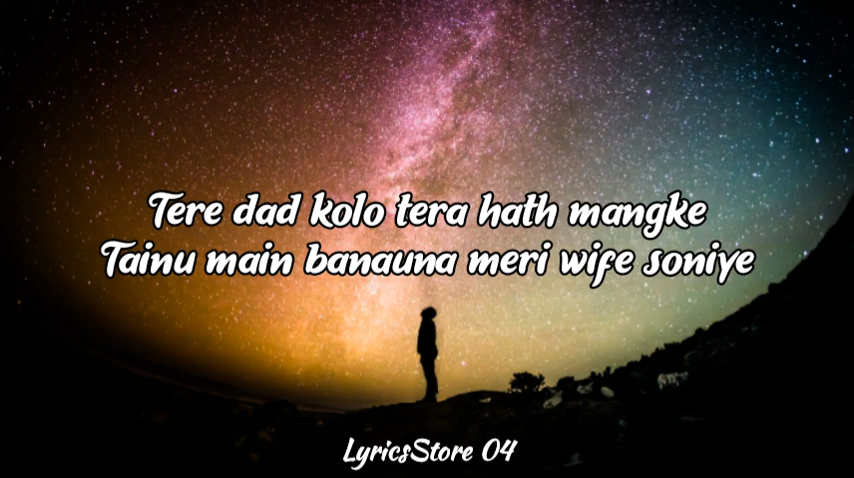 Tere dad kolo tera hath mangke
Tainu main banauna meri wife soniye
LyricsStore 04